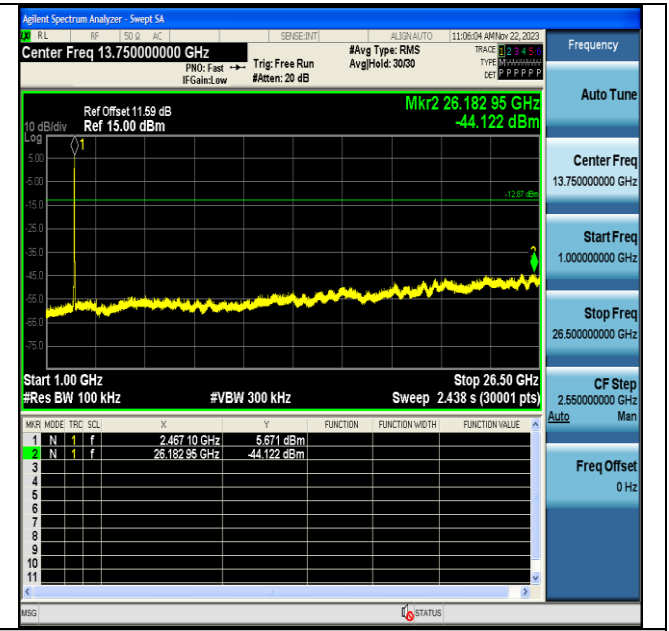 Agilent Spectrum Analyzer - Swept SA
RL RF 50 Ω AC SENSE:INT ALIGN AUTO 11:06:04 AM Nov 22, 2023
Center Freq 13.750000000 GHz
PNO: Fast
IFGain:Low
Trig: Free Run
#Atten: 20 dB
#Avg Type: RMS
Avg|Hold: 30/30
TRACE 1 2 3 4 5 6
TYPE
DET P P P P P P
Frequency
Ref Offset 11.59 dB
10 dB/div Ref 15.00 dBm
Log
Mkr2 26.182 95 GHz
-44.122 dBm
1
5.00
-5.00
-12.67 dBm
-15.0
-25.0
-35.0
2
-45.0
-55.0
-65.0
-75.0
Start 1.00 GHz Stop 26.50 GHz
#Res BW 100 kHz #VBW 300 kHz Sweep 2.438 s (30001 pts)
MKR MODE TRC SCL X Y FUNCTION FUNCTION WIDTH FUNCTION VALUE
1 N 1 f 2.467 10 GHz 5.671 dBm
2 N 1 f 26.182 95 GHz -44.122 dBm
3
4
5
6
7
8
9
10
11
MSG STATUS
Auto Tune
Center Freq
13.750000000 GHz
Start Freq
1.000000000 GHz
Stop Freq
26.500000000 GHz
CF Step
2.550000000 GHz
Auto Man
Freq Offset
0 Hz